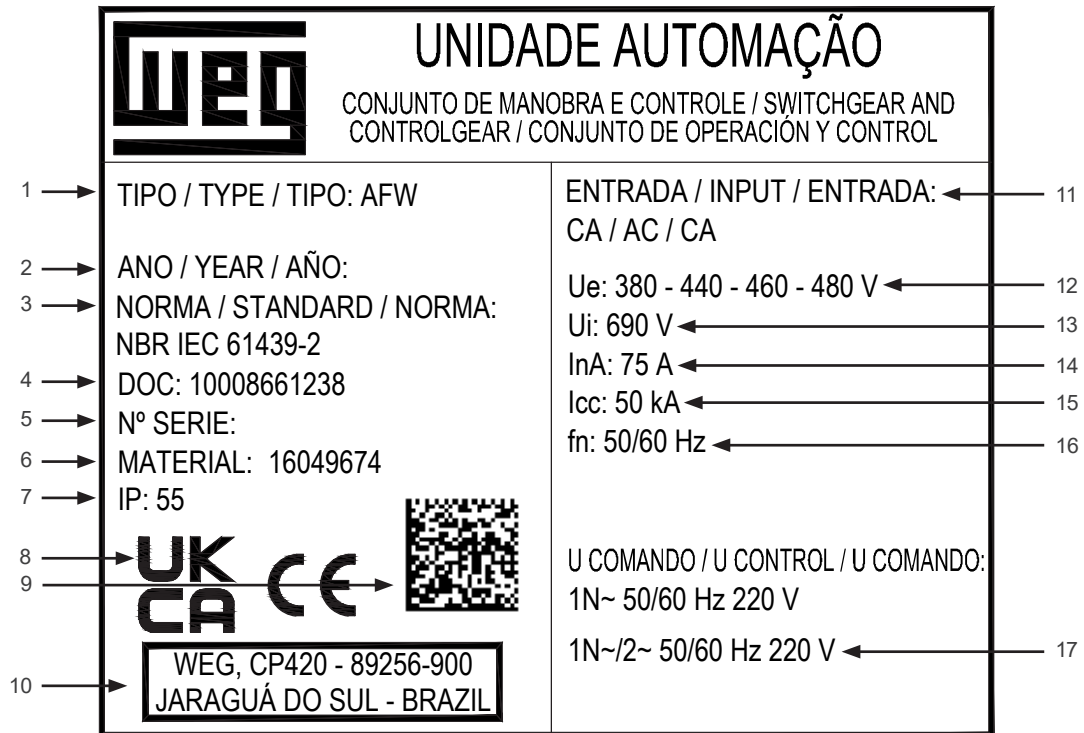 weg
UNIDADE AUTOMAÇÃO
CONJUNTO DE MANOBRA E CONTROLE / SWITCHGEAR AND
CONTROLGEAR / CONJUNTO DE OPERACIÓN Y CONTROL
1
TIPO / TYPE / TIPO: AFW
2
ANO / YEAR / AÑO:
3
NORMA / STANDARD / NORMA:
NBR IEC 61439-2
4
DOC: 10008661238
5
Nº SERIE:
6
MATERIAL: 16049674
7
IP: 55
8
UK
CA
CE
9
10
WEG, CP420 - 89256-900
JARAGUÁ DO SUL - BRAZIL
ENTRADA / INPUT / ENTRADA:
11
CA / AC / CA
Ue: 380 - 440 - 460 - 480 V
12
Ui: 690 V
13
InA: 75 A
14
Icc: 50 kA
15
fn: 50/60 Hz
16
U COMANDO / U CONTROL / U COMANDO:
1N~ 50/60 Hz 220 V
1N~/2~ 50/60 Hz 220 V
17